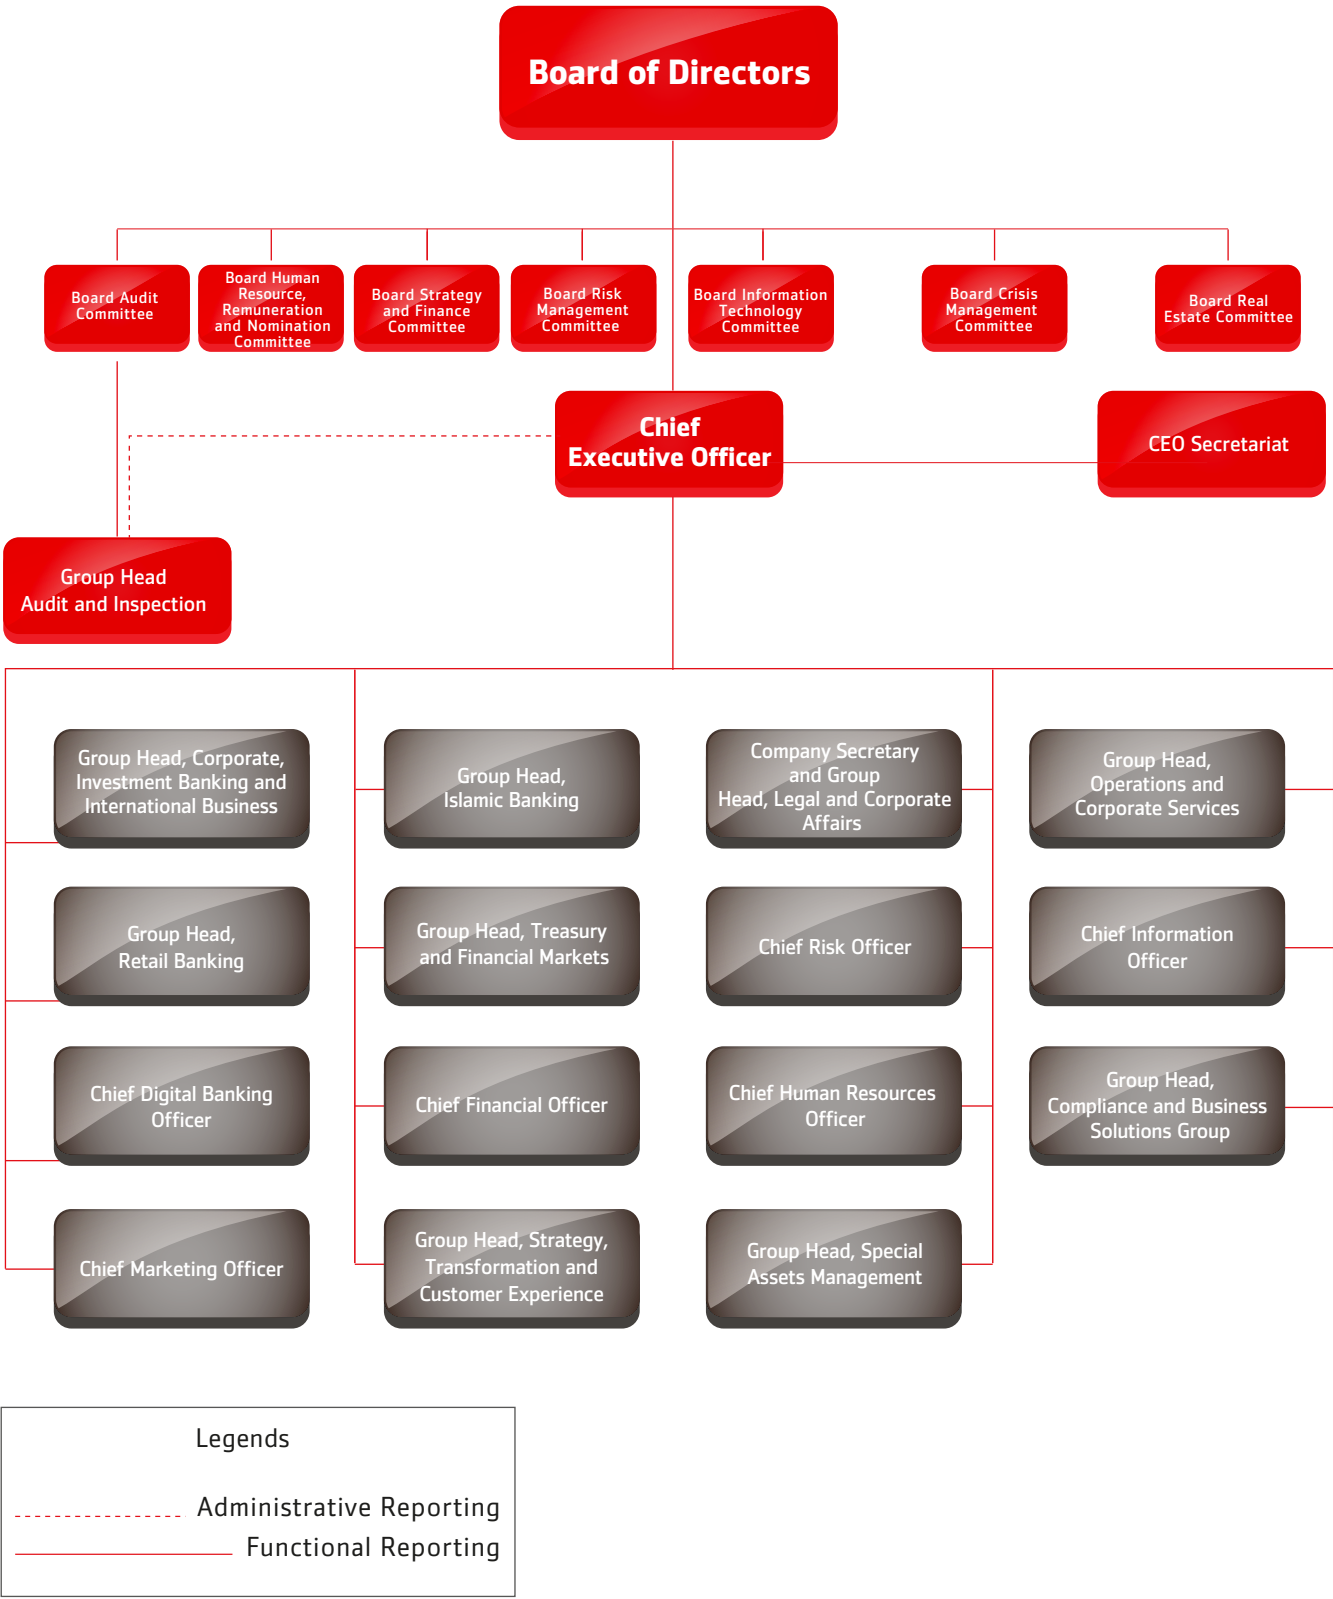 Board of Directors
Board Audit
Committee
Board Human
Resource,
Remuneration
and Nomination
Committee
Board Strategy
and Finance
Committee
Board Risk
Management
Committee
Board Information
Technology
Committee
Board Crisis
Management
Committee
Board Real
Estate Committee
Chief
Executive Officer
CEO Secretariat
Group Head
Audit and Inspection
Group Head, Corporate,
Investment Banking and
International Business
Group Head,
Islamic Banking
Company Secretary
and Group
Head, Legal and Corporate
Affairs
Group Head,
Operations and
Corporate Services
Group Head,
Retail Banking
Group Head, Treasury
and Financial Markets
Chief Risk Officer
Chief Information
Officer
Chief Digital Banking
Officer
Chief Financial Officer
Chief Human Resources
Officer
Group Head,
Compliance and Business
Solutions Group
Chief Marketing Officer
Group Head, Strategy,
Transformation and
Customer Experience
Group Head, Special
Assets Management
Legends
Administrative Reporting
Functional Reporting